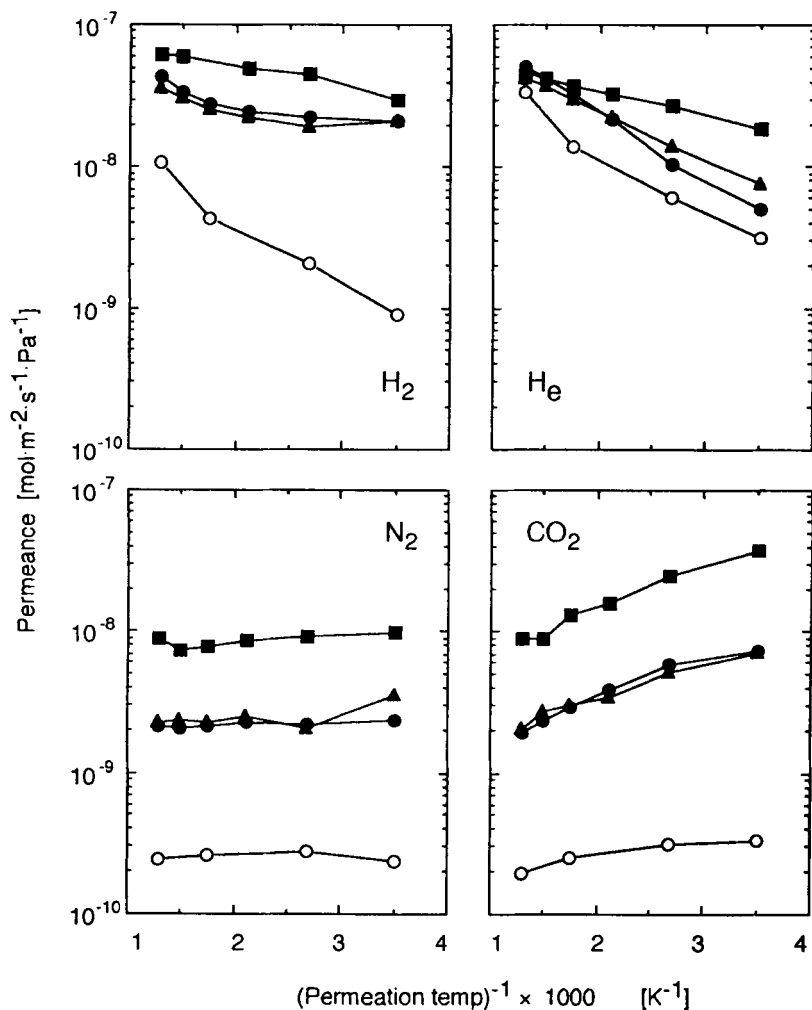 10⁻⁷
10⁻⁸
10⁻⁹
10⁻¹⁰
H₂
Hₑ
Permeance [mol·m⁻²·s⁻¹·Pa⁻¹]
10⁻⁷
10⁻⁸
10⁻⁹
10⁻¹⁰
N₂
CO₂
1 2 3 4 1 2 3 4
(Permeation temp)⁻¹ × 1000 [K⁻¹]